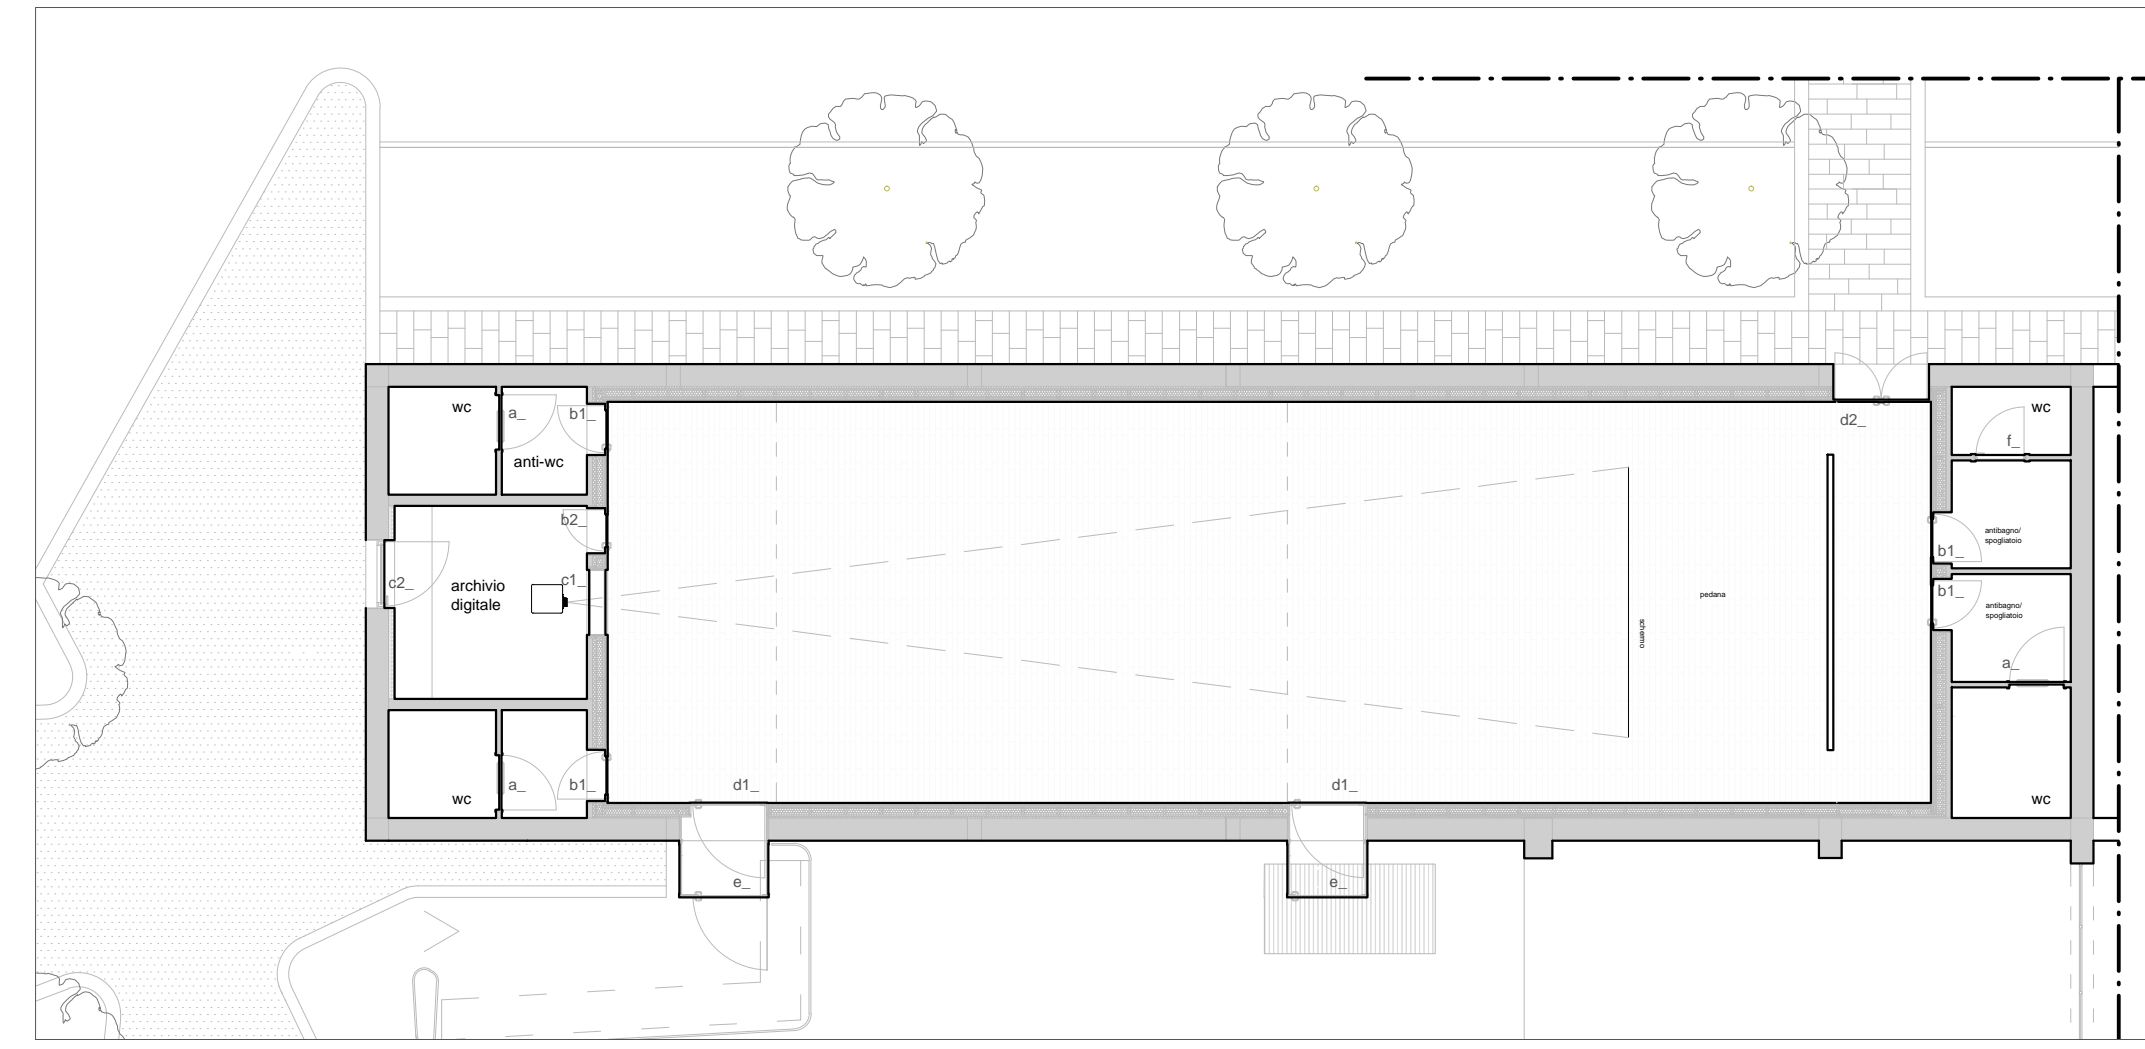 wc
a_
b1_
d2_
wc
f_
anti-wc
b2_
antibagno/
spogliatoio
b1_
c2_
archivio
digitale
c1_
b1_
pedana
antibagno/
spogliatoio
schermo
a_
wc
a_
b1_
d1_
d1_
wc
e_
e_